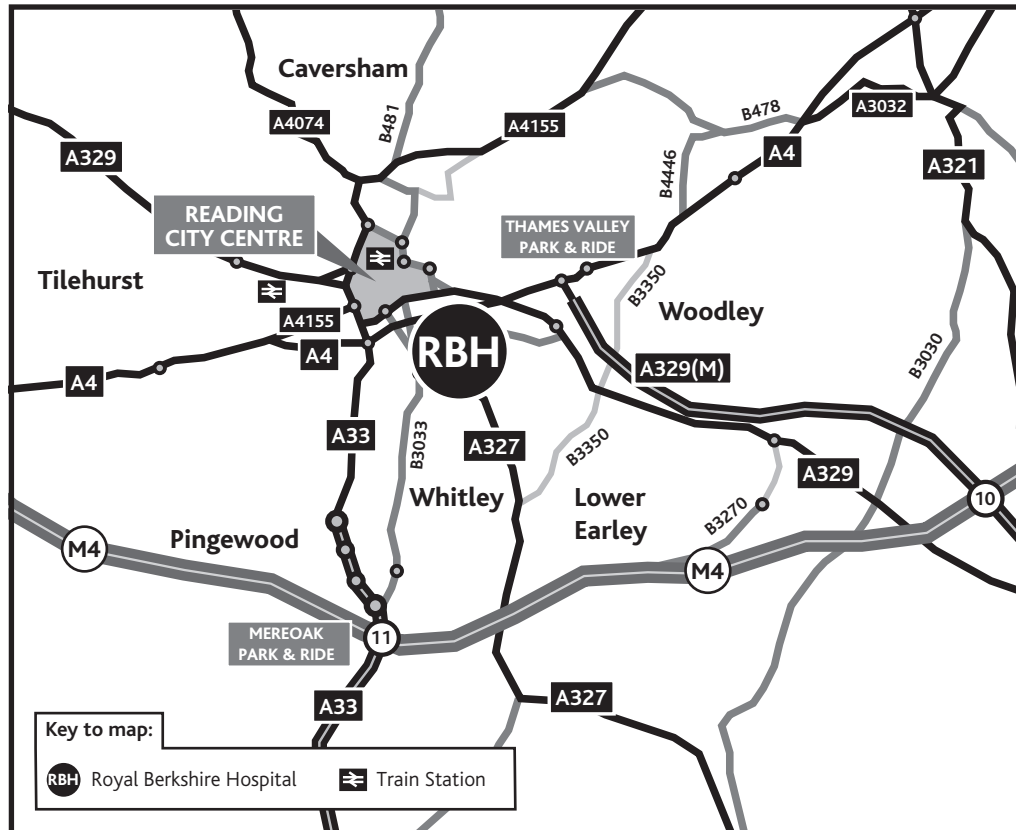 Caversham
A4074
B481
A4155
B478
A3032
A329
A4
B4446
A321
READING
CITY CENTRE
THAMES VALLEY
PARK & RIDE
Tilehurst
B3350
Woodley
A4155
A4
RBH
A329(M)
B3030
A4
A33
B3033
A327
B3350
A329
Whitley
Lower
Earley
B3270
10
M4
Pingewood
M4
MEREOAK
PARK & RIDE
11
A33
A327
Key to map:
RBH Royal Berkshire Hospital
Train Station